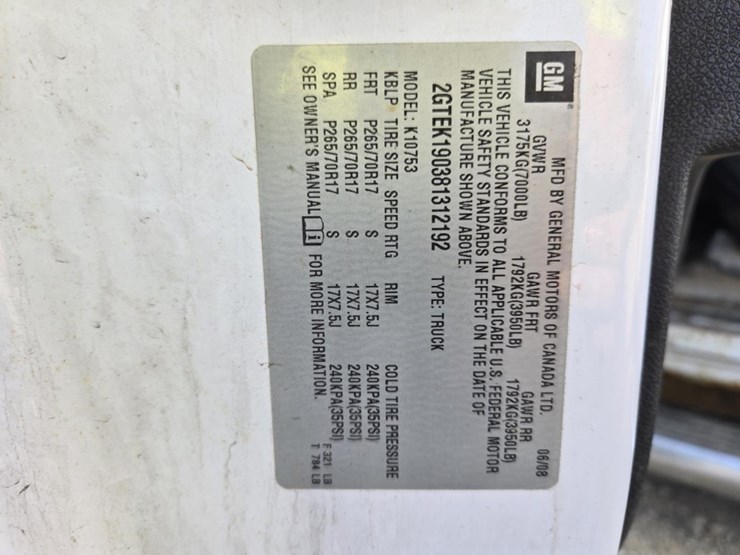 GM
MFD BY GENERAL MOTORS OF CANADA LTD. 06/08
GVWR GAWR FRT GAWR RR
3175KG(7000LB) 1792KG(3950LB) 1792KG(3950LB)
THIS VEHICLE CONFORMS TO ALL APPLICABLE U.S. FEDERAL MOTOR
VEHICLE SAFETY STANDARDS IN EFFECT ON THE DATE OF
MANUFACTURE SHOWN ABOVE.
2GTEK190381312192 TYPE: TRUCK
MODEL: K10753
KBLP TIRE SIZE SPEED RTG RIM COLD TIRE PRESSURE
FRT P265/70R17 S 17X7.5J 240KPA(35PSI)
RR P265/70R17 S 17X7.5J 240KPA(35PSI)
SPA P265/70R17 S 17X7.5J 240KPA(35PSI)
SEE OWNER'S MANUAL i FOR MORE INFORMATION.
F 321 LB
T 784 LB